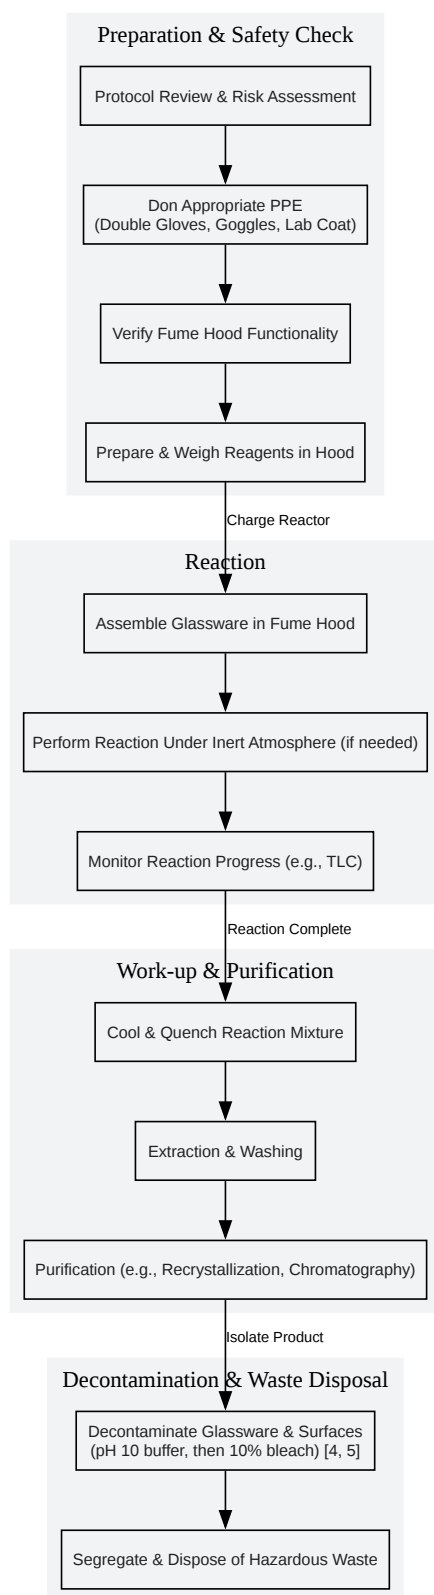 Preparation & Safety Check
Protocol Review & Risk Assessment
Don Appropriate PPE
(Double Gloves, Goggles, Lab Coat)
Verify Fume Hood Functionality
Prepare & Weigh Reagents in Hood
Charge Reactor
Reaction
Assemble Glassware in Fume Hood
Perform Reaction Under Inert Atmosphere (if needed)
Monitor Reaction Progress (e.g., TLC)
Reaction Complete
Work-up & Purification
Cool & Quench Reaction Mixture
Extraction & Washing
Purification (e.g., Recrystallization, Chromatography)
Isolate Product
Decontamination & Waste Disposal
Decontaminate Glassware & Surfaces
(pH 10 buffer, then 10% bleach) [4, 5]
Segregate & Dispose of Hazardous Waste